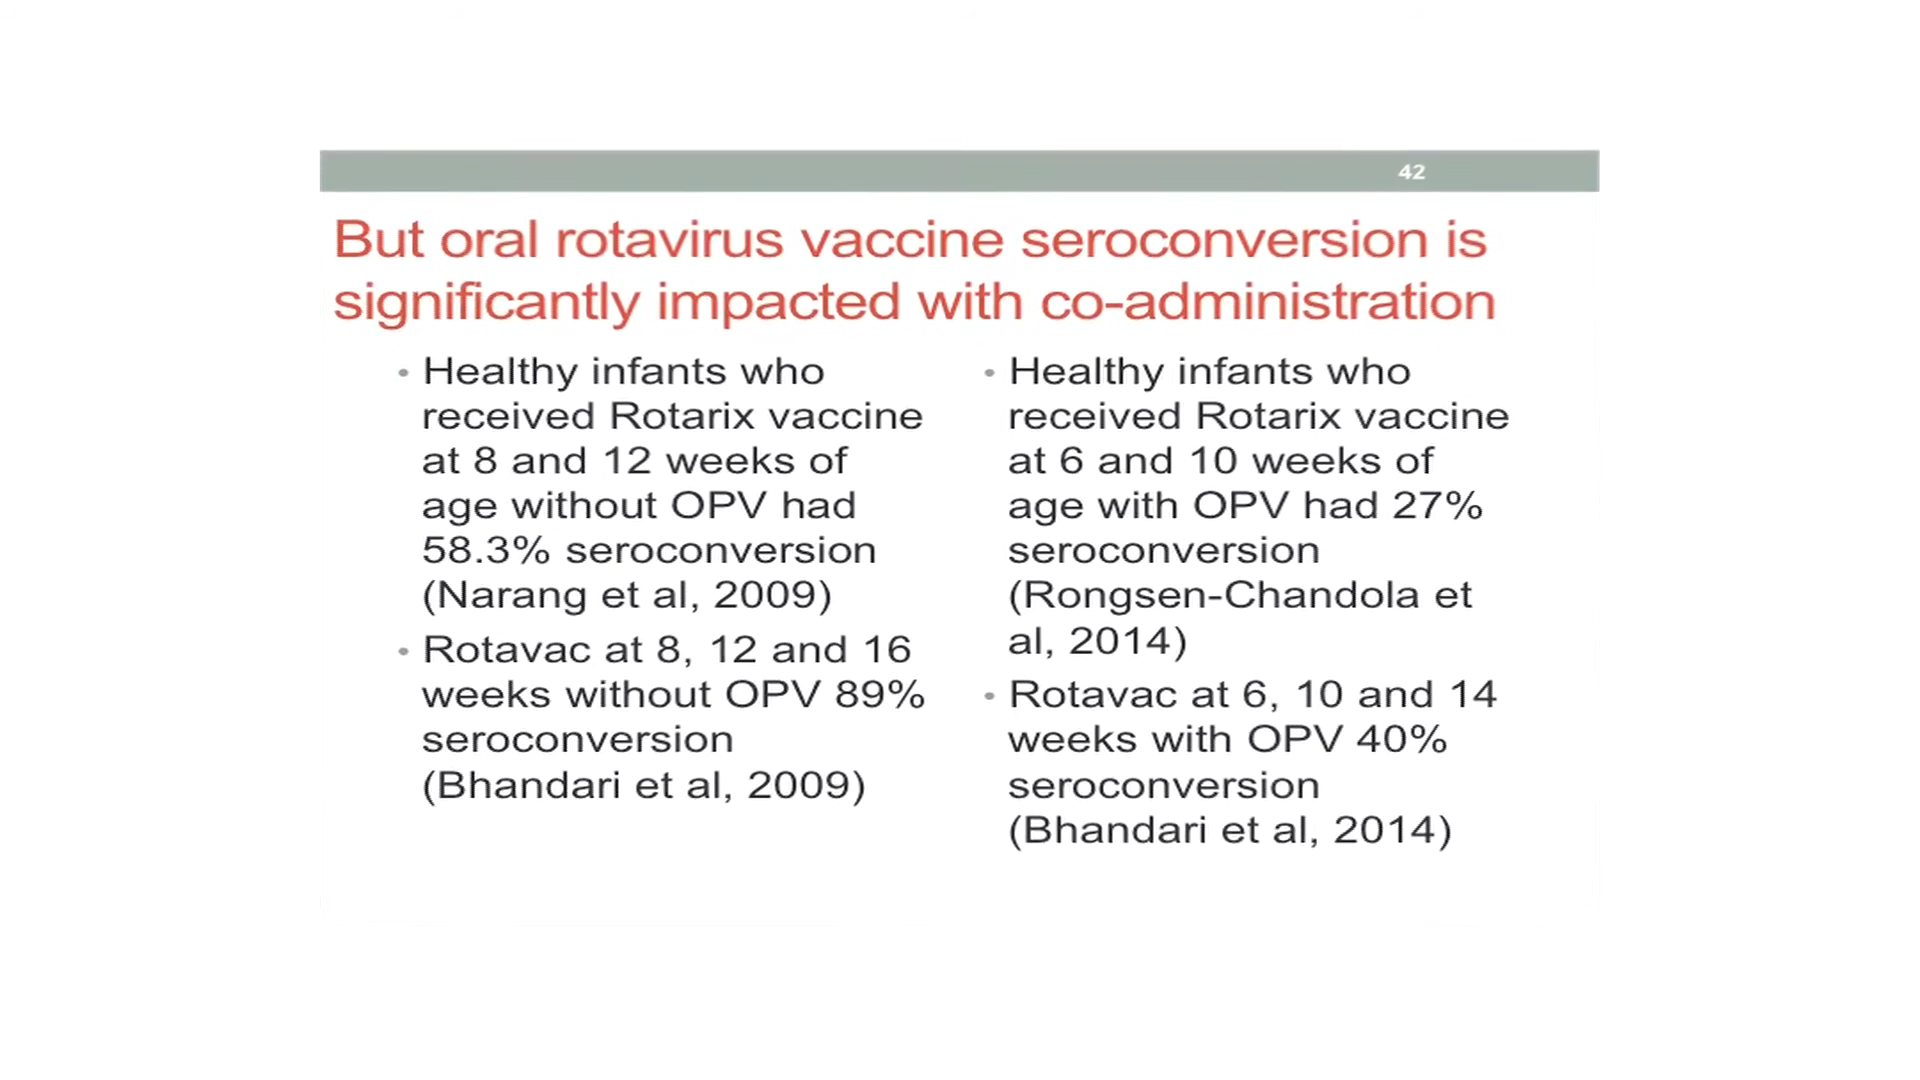 42
But oral rotavirus vaccine seroconversion is
significantly impacted with co-administration
• Healthy infants who
received Rotarix vaccine
at 8 and 12 weeks of
age without OPV had
58.3% seroconversion
(Narang et al, 2009)
• Rotavac at 8, 12 and 16
weeks without OPV 89%
seroconversion
(Bhandari et al, 2009)
• Healthy infants who
received Rotarix vaccine
at 6 and 10 weeks of
age with OPV had 27%
seroconversion
(Rongsen-Chandola et
al, 2014)
• Rotavac at 6, 10 and 14
weeks with OPV 40%
seroconversion
(Bhandari et al, 2014)